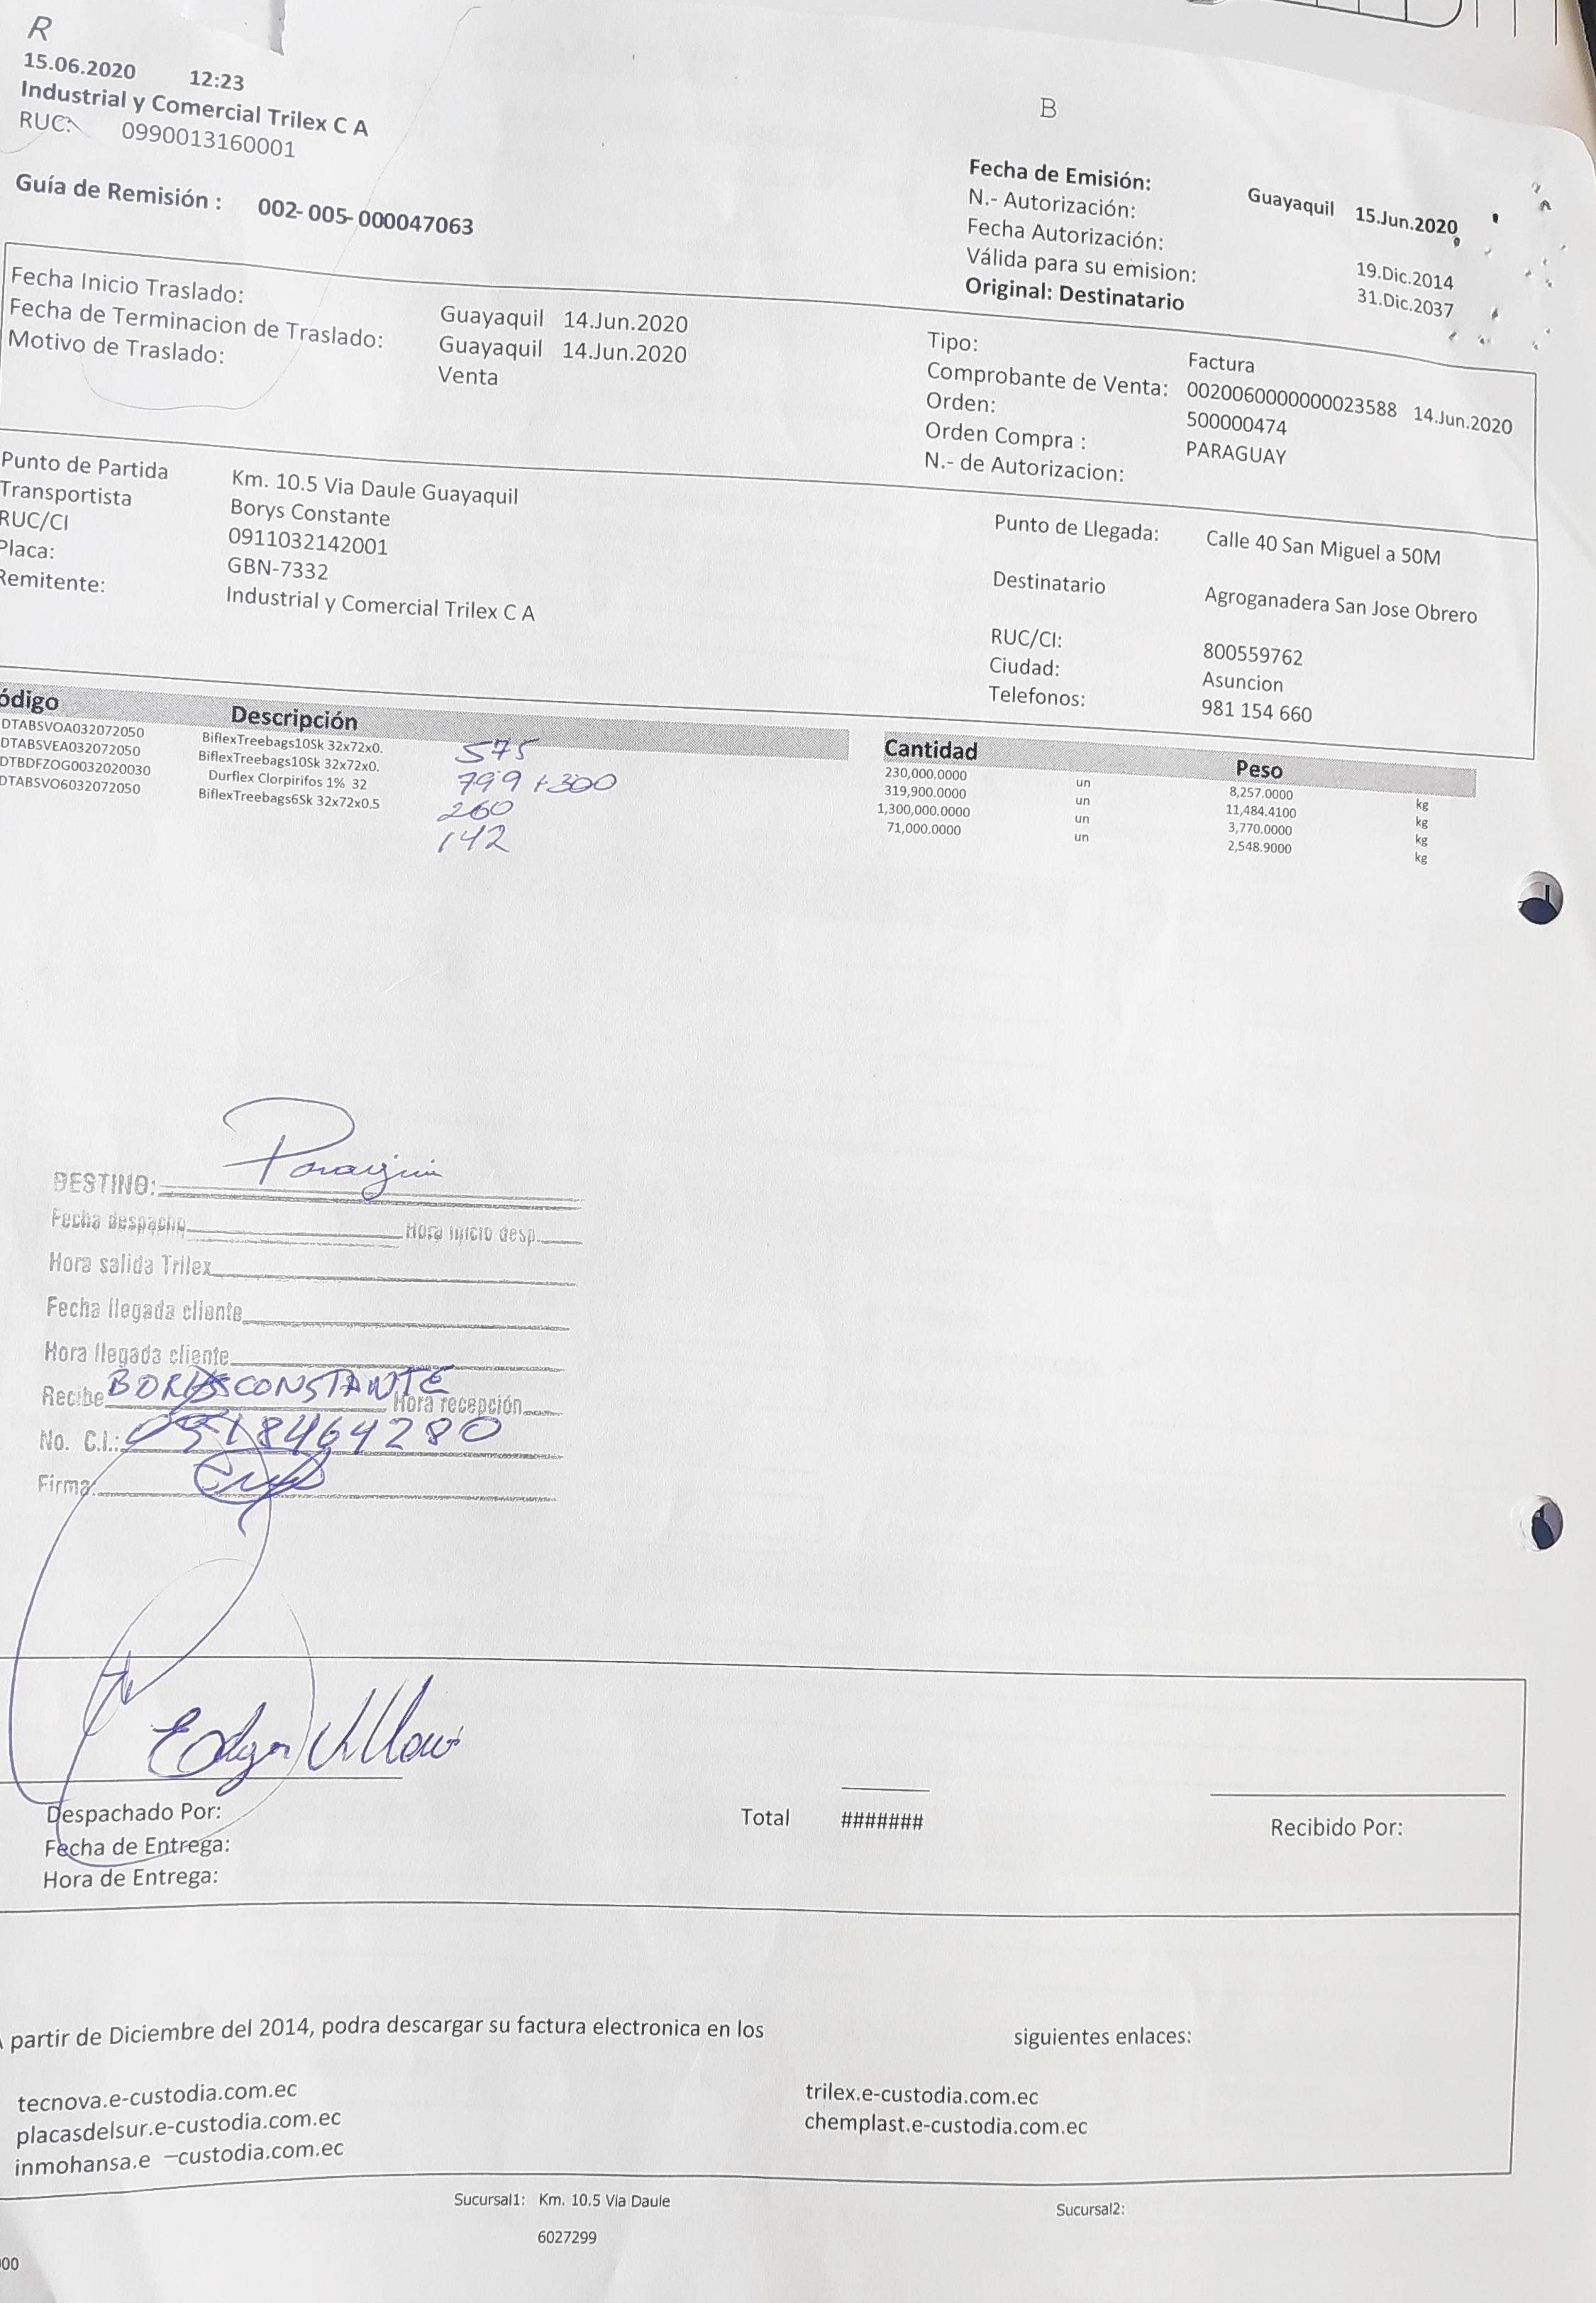 R
15.06.2020 12:23
Industrial y Comercial Trilex C A
RUC: 0990013160001
B
Guía de Remisión : 002-005-000047063
Fecha de Emisión: Guayaquil 15.Jun.2020
N.- Autorización:
Fecha Autorización: 19.Dic.2014
Válida para su emision: 31.Dic.2037
Original: Destinatario
Fecha Inicio Traslado: Guayaquil 14.Jun.2020
Fecha de Terminacion de Traslado: Guayaquil 14.Jun.2020
Motivo de Traslado: Venta
Tipo: Factura
Comprobante de Venta: 0020060000000023588 14.Jun.2020
Orden: 500000474
Orden Compra : PARAGUAY
N.- de Autorizacion:
Punto de Partida Km. 10.5 Via Daule Guayaquil
Transportista Borys Constante
RUC/CI 0911032142001
Placa: GBN-7332
Remitente: Industrial y Comercial Trilex C A
Punto de Llegada: Calle 40 San Miguel a 50M
Destinatario Agroganadera San Jose Obrero
RUC/CI: 800559762
Ciudad: Asuncion
Telefonos: 981 154 660
ódigo Descripción Cantidad Peso
DTABSVOA032072050 BiflexTreebags10Sk 32x72x0. 575 230,000.0000 un 8,257.0000 kg
DTABSVEA032072050 BiflexTreebags10Sk 32x72x0. 799 +300 319,900.0000 un 11,484.4100 kg
DTBDFZOG0032020030 Durflex Clorpirifos 1% 32 260 1,300,000.0000 un 3,770.0000 kg
DTABSVO6032072050 BiflexTreebags6Sk 32x72x0.5 142 71,000.0000 un 2,548.9000 kg
DESTINO:
Fecha despacho Hora inicio desp.
Hora salida Trilex
Fecha llegada cliente
Hora llegada cliente
Recibe BORYS CONSTANTE Hora recepción
No. C.I.: 0918464280
Firma:
Edgar
Despachado Por: Total ####### Recibido Por:
Fecha de Entrega:
Hora de Entrega:
A partir de Diciembre del 2014, podra descargar su factura electronica en los siguientes enlaces:
tecnova.e-custodia.com.ec trilex.e-custodia.com.ec
placasdelsur.e-custodia.com.ec chemplast.e-custodia.com.ec
inmohansa.e –custodia.com.ec
Sucursal1: Km. 10.5 Via Daule Sucursal2:
6027299
000